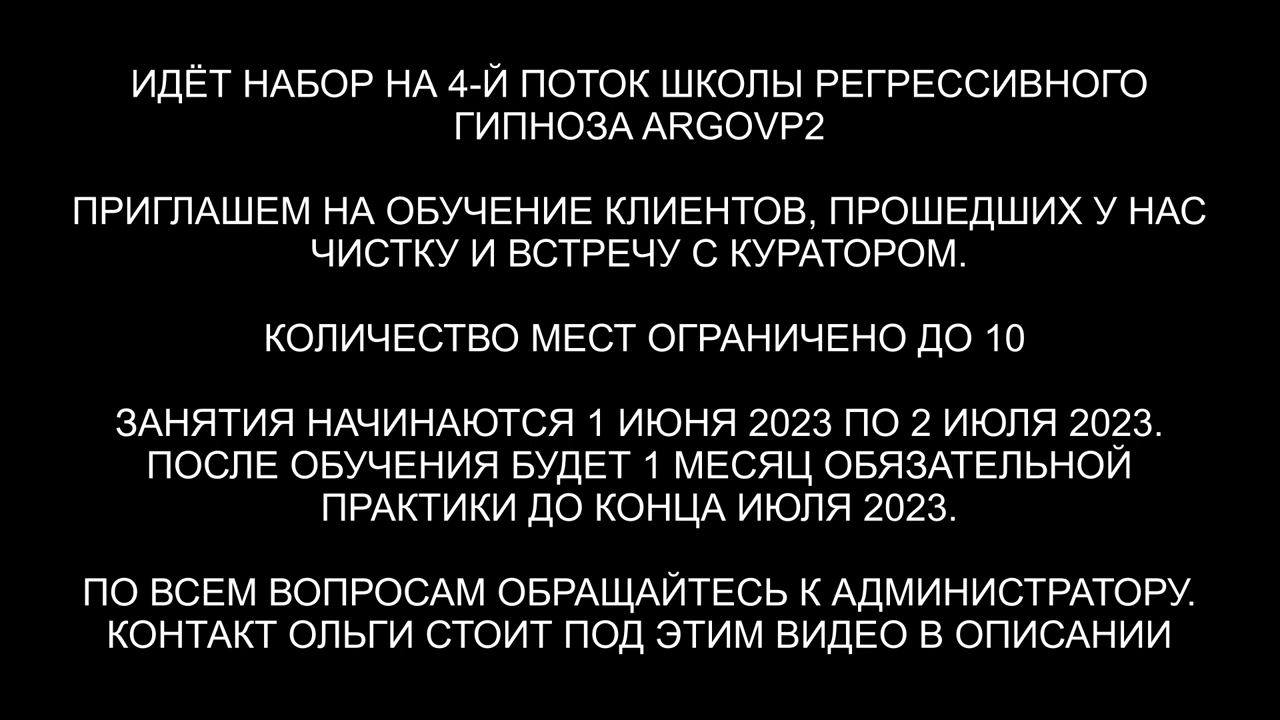 ИДЁТ НАБОР НА 4-Й ПОТОК ШКОЛЫ РЕГРЕССИВНОГО
ГИПНОЗА ARGOVP2
ПРИГЛАШЕМ НА ОБУЧЕНИЕ КЛИЕНТОВ, ПРОШЕДШИХ У НАС
ЧИСТКУ И ВСТРЕЧУ С КУРАТОРОМ.
КОЛИЧЕСТВО МЕСТ ОГРАНИЧЕНО ДО 10
ЗАНЯТИЯ НАЧИНАЮТСЯ 1 ИЮНЯ 2023 ПО 2 ИЮЛЯ 2023.
ПОСЛЕ ОБУЧЕНИЯ БУДЕТ 1 МЕСЯЦ ОБЯЗАТЕЛЬНОЙ
ПРАКТИКИ ДО КОНЦА ИЮЛЯ 2023.
ПО ВСЕМ ВОПРОСАМ ОБРАЩАЙТЕСЬ К АДМИНИСТРАТОРУ.
КОНТАКТ ОЛЬГИ СТОИТ ПОД ЭТИМ ВИДЕО В ОПИСАНИИ